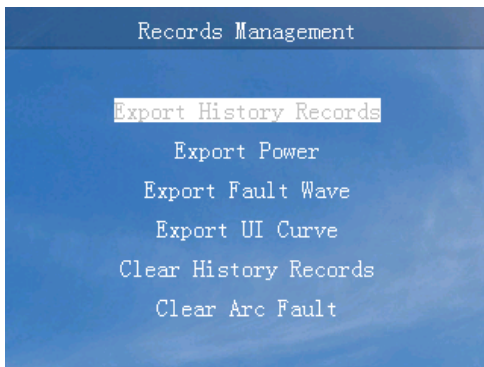 Records Management
Export History Records
Export Power
Export Fault Wave
Export UI Curve
Clear History Records
Clear Arc Fault